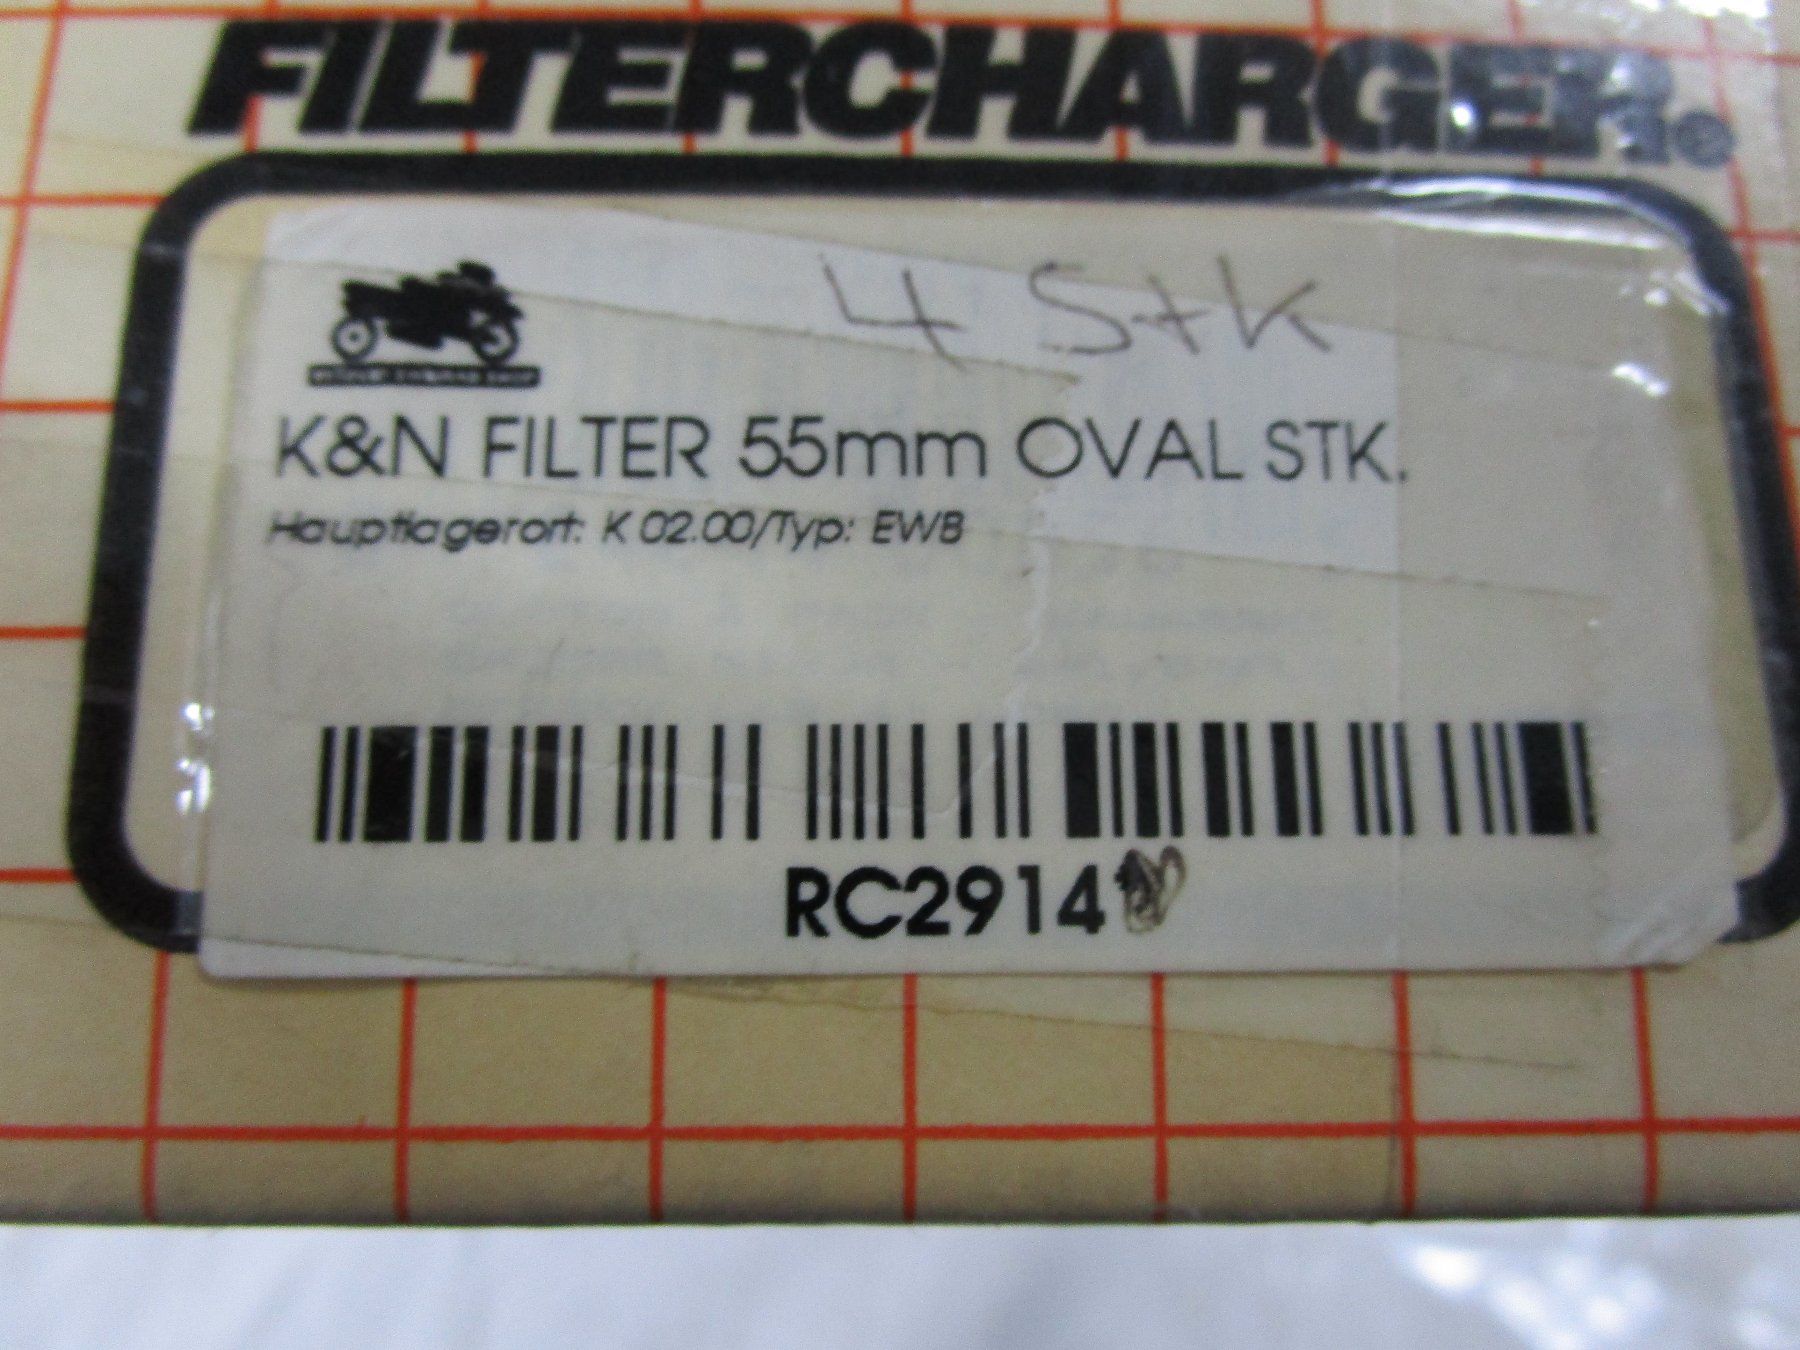 FILTERCHARGER®
4 Stk
K&N FILTER 55mm OVAL STK.
Hauptlagerort: K 02.00/Typ: EWB
RC2914